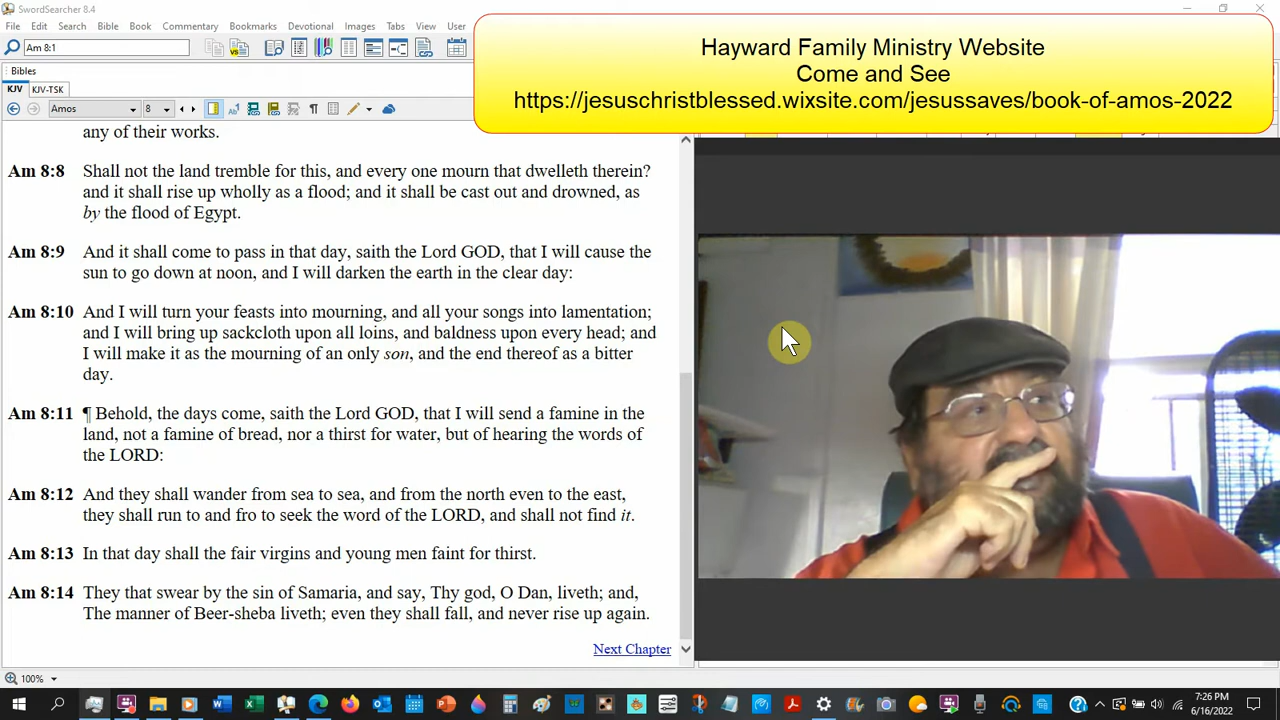 SwordSearcher 8.4
File Edit Search Bible Book Commentary Bookmarks Devotional Images Tabs View User
Am 8:1
Hayward Family Ministry Website
Come and See
https://jesuschristblessed.wixsite.com/jesussaves/book-of-amos-2022
Bibles
KJV KJV-TSK
Amos 8
any of their works.
Am 8:8 Shall not the land tremble for this, and every one mourn that dwelleth therein?
and it shall rise up wholly as a flood; and it shall be cast out and drowned, as
by the flood of Egypt.
Am 8:9 And it shall come to pass in that day, saith the Lord GOD, that I will cause the
sun to go down at noon, and I will darken the earth in the clear day:
Am 8:10 And I will turn your feasts into mourning, and all your songs into lamentation;
and I will bring up sackcloth upon all loins, and baldness upon every head; and
I will make it as the mourning of an only son, and the end thereof as a bitter
day.
Am 8:11 ¶ Behold, the days come, saith the Lord GOD, that I will send a famine in the
land, not a famine of bread, nor a thirst for water, but of hearing the words of
the LORD:
Am 8:12 And they shall wander from sea to sea, and from the north even to the east,
they shall run to and fro to seek the word of the LORD, and shall not find it.
Am 8:13 In that day shall the fair virgins and young men faint for thirst.
Am 8:14 They that swear by the sin of Samaria, and say, Thy god, O Dan, liveth; and,
The manner of Beer-sheba liveth; even they shall fall, and never rise up again.
Next Chapter
100%
7:26 PM
6/16/2022